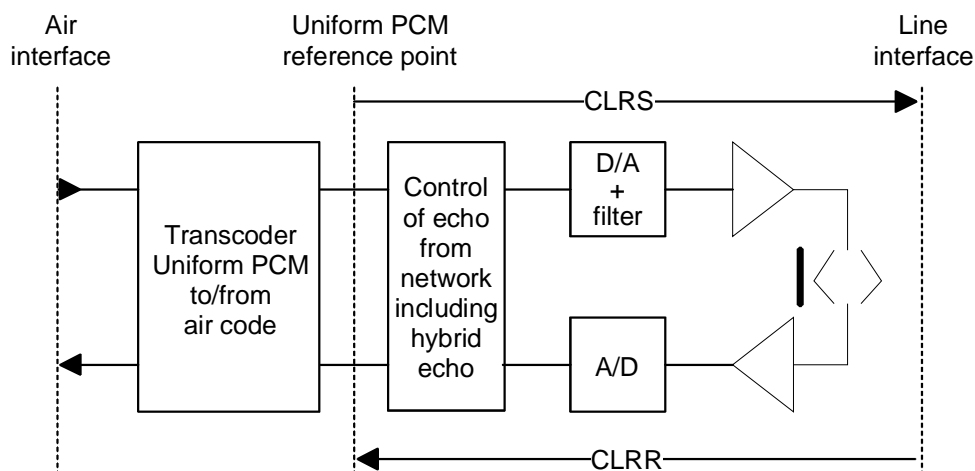 Air
interface
Uniform PCM
reference point
Line
interface
CLRS
Transcoder
Uniform PCM
to/from
air code
Control
of echo
from
network
including
hybrid
echo
D/A
+
filter
A/D
CLRR